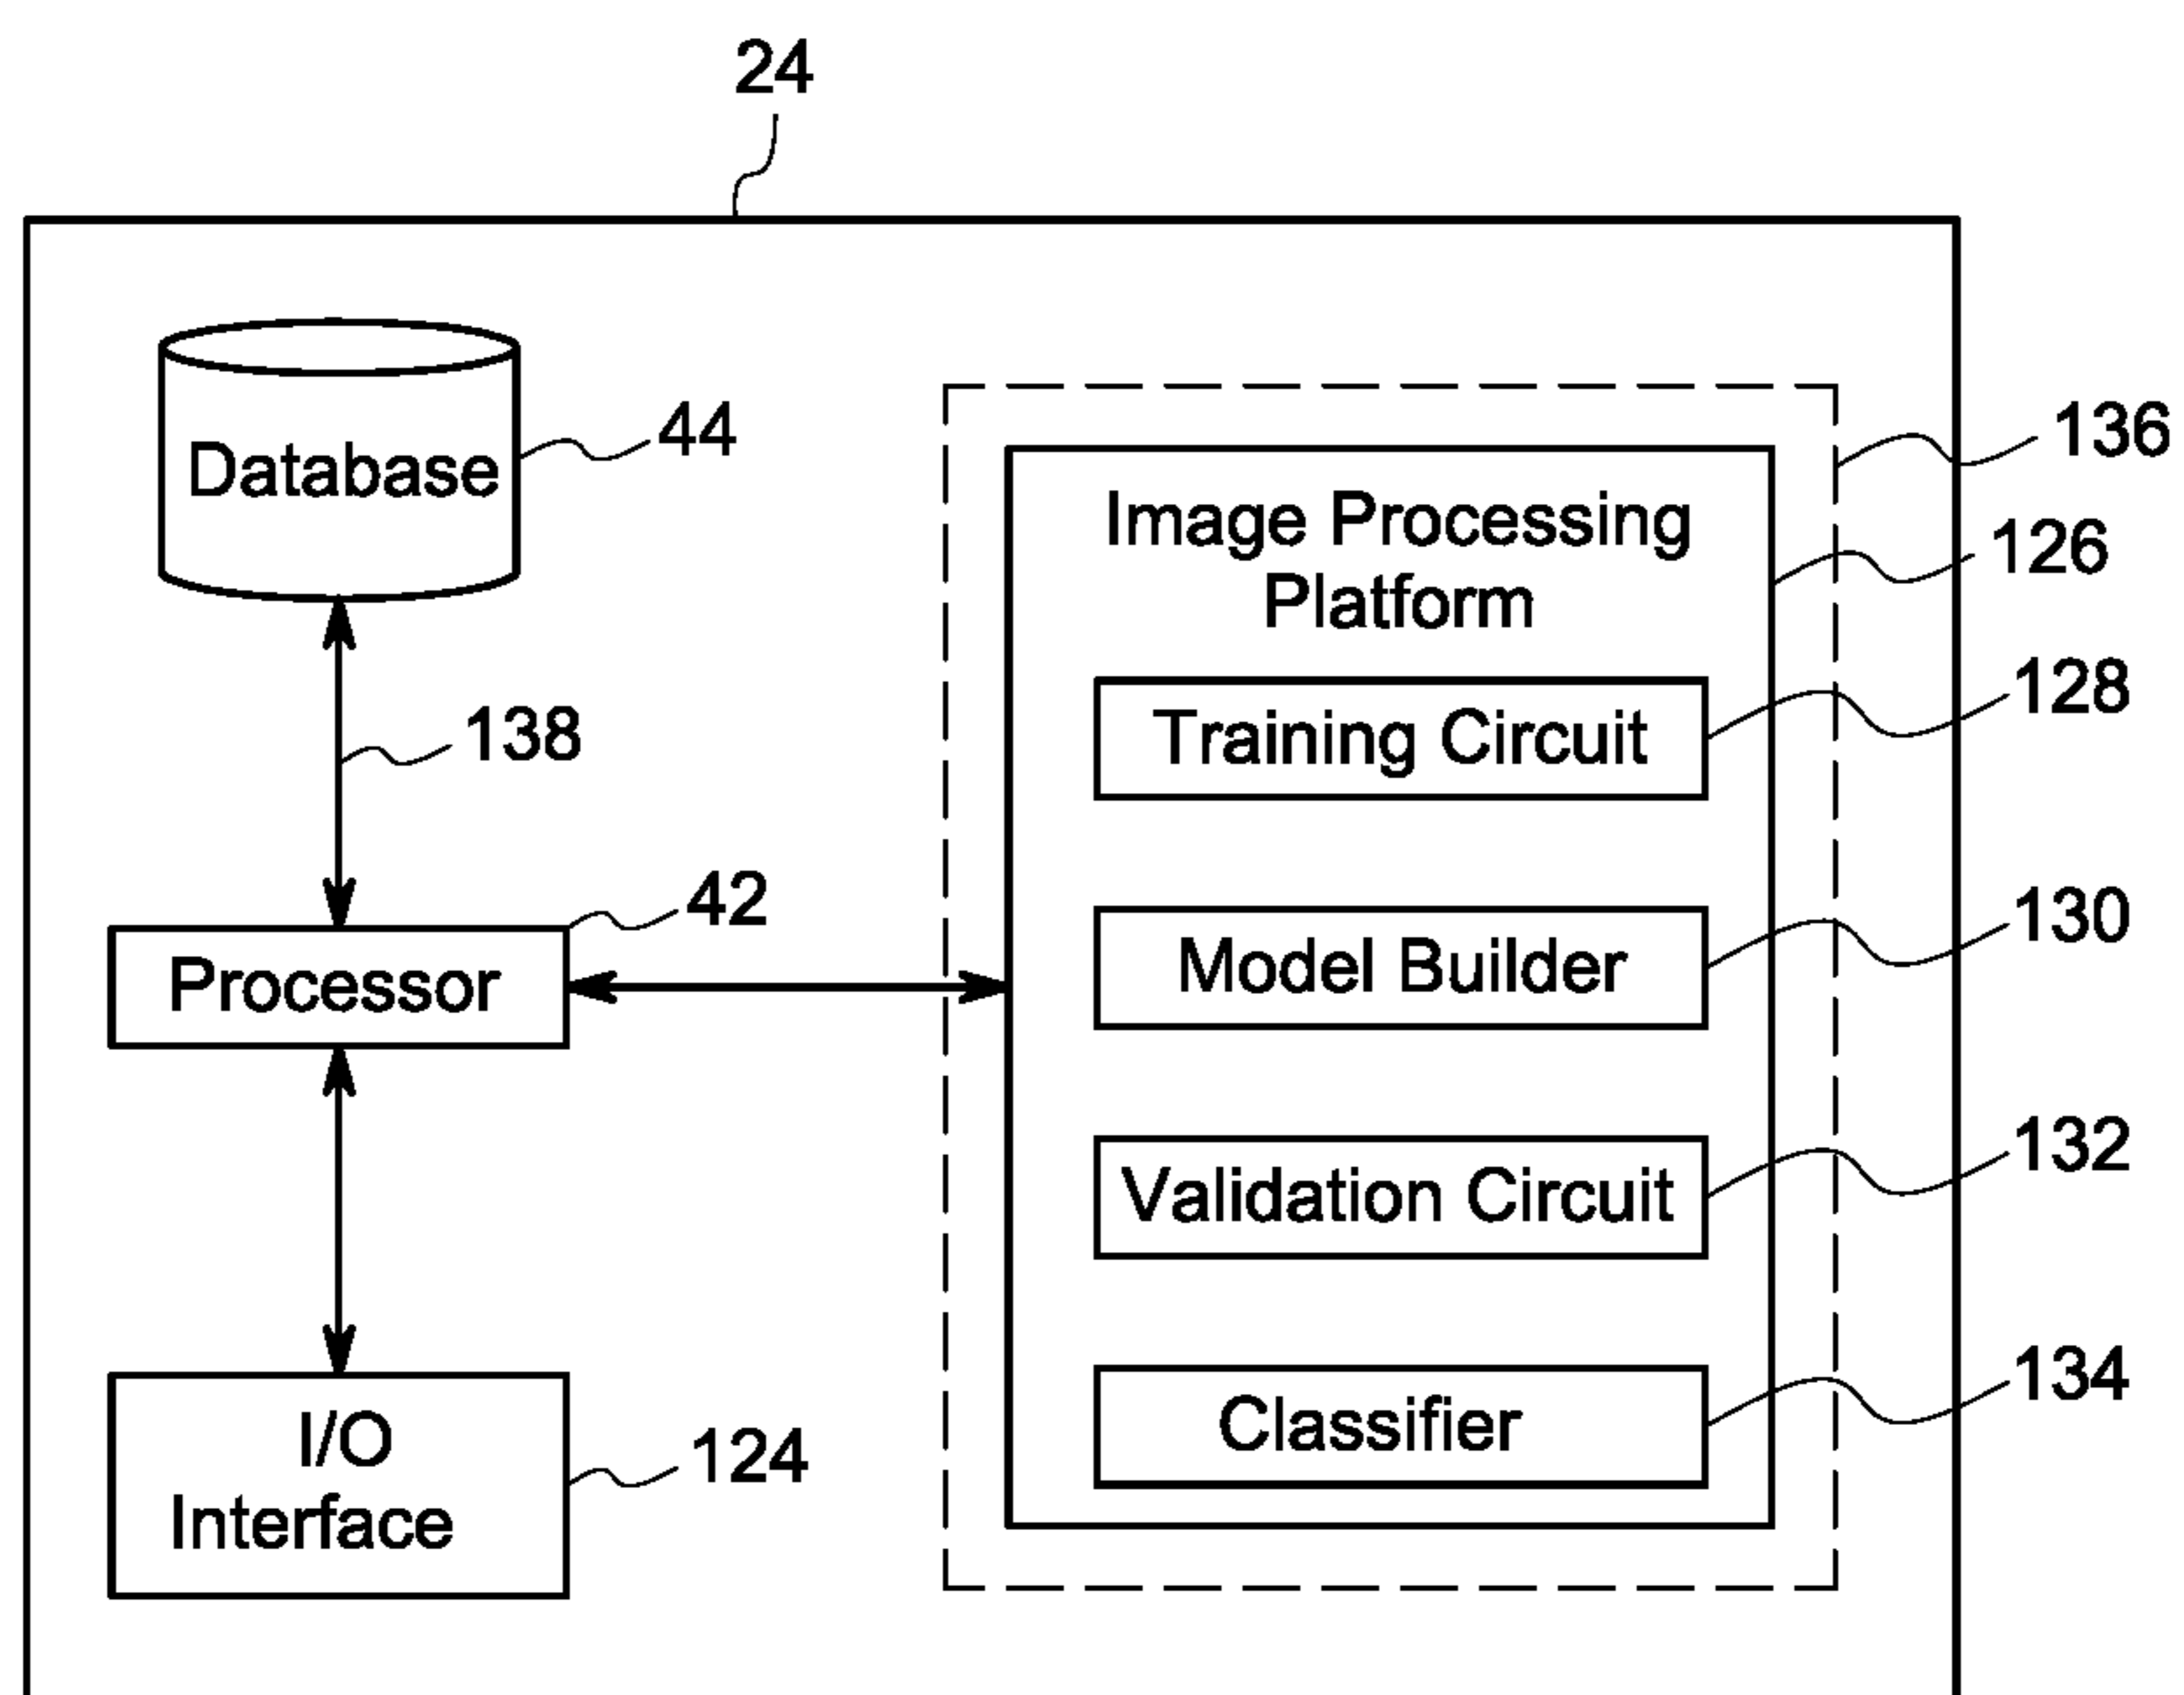 24
Database
44
136
Image Processing
Platform
126
Training Circuit
128
138
42
Processor
Model Builder
130
Validation Circuit
132
I/O
Interface
124
Classifier
134